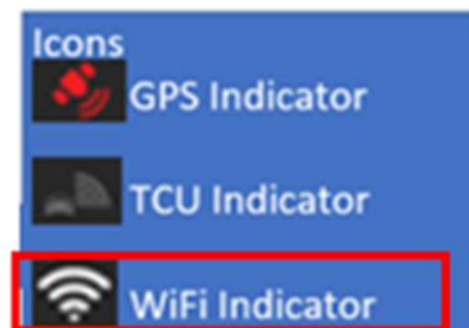 Icons
GPS Indicator
TCU Indicator
WiFi Indicator